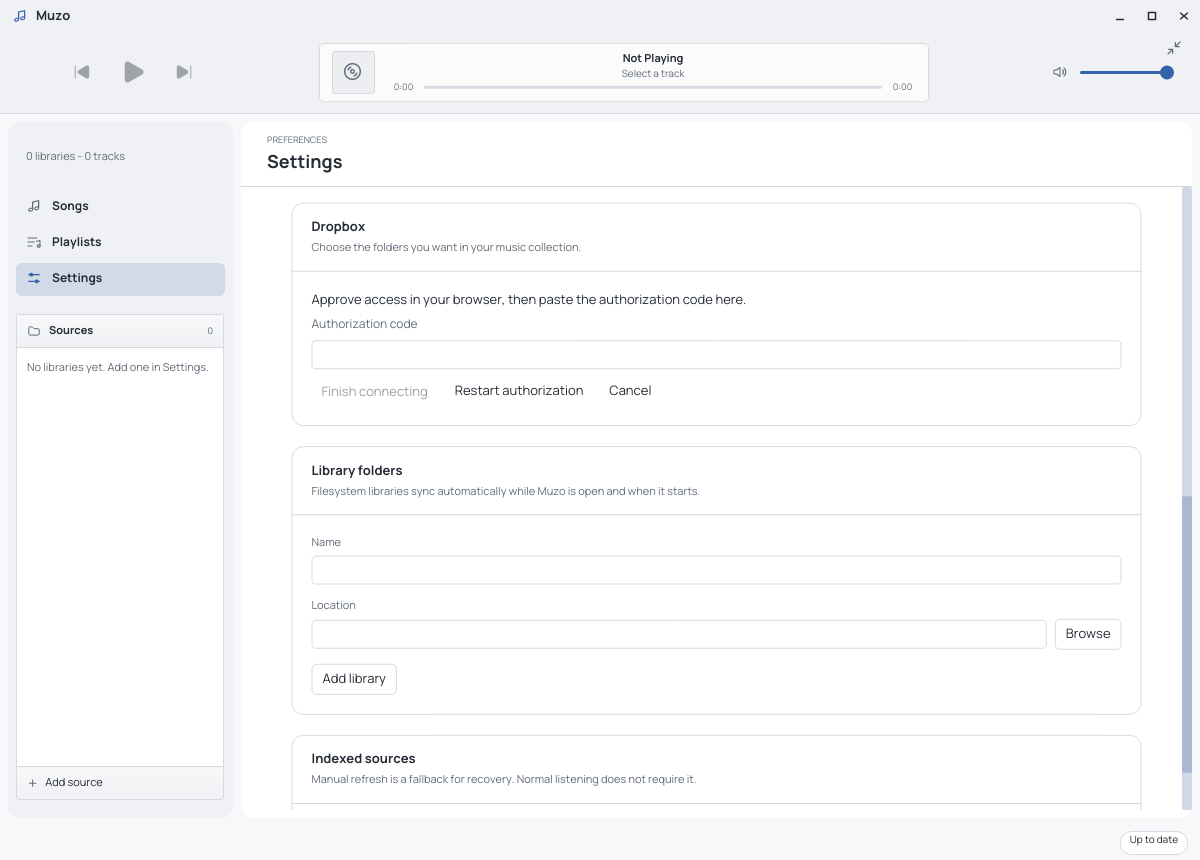 Muzo
Not Playing
Select a track
0:00
0:00
0 libraries - 0 tracks
Songs
Playlists
Settings
Sources
0
No libraries yet. Add one in Settings.
Add source
PREFERENCES
Settings
Dropbox
Choose the folders you want in your music collection.
Approve access in your browser, then paste the authorization code here.
Authorization code
Finish connecting
Restart authorization
Cancel
Library folders
Filesystem libraries sync automatically while Muzo is open and when it starts.
Name
Location
Browse
Add library
Indexed sources
Manual refresh is a fallback for recovery. Normal listening does not require it.
Up to date